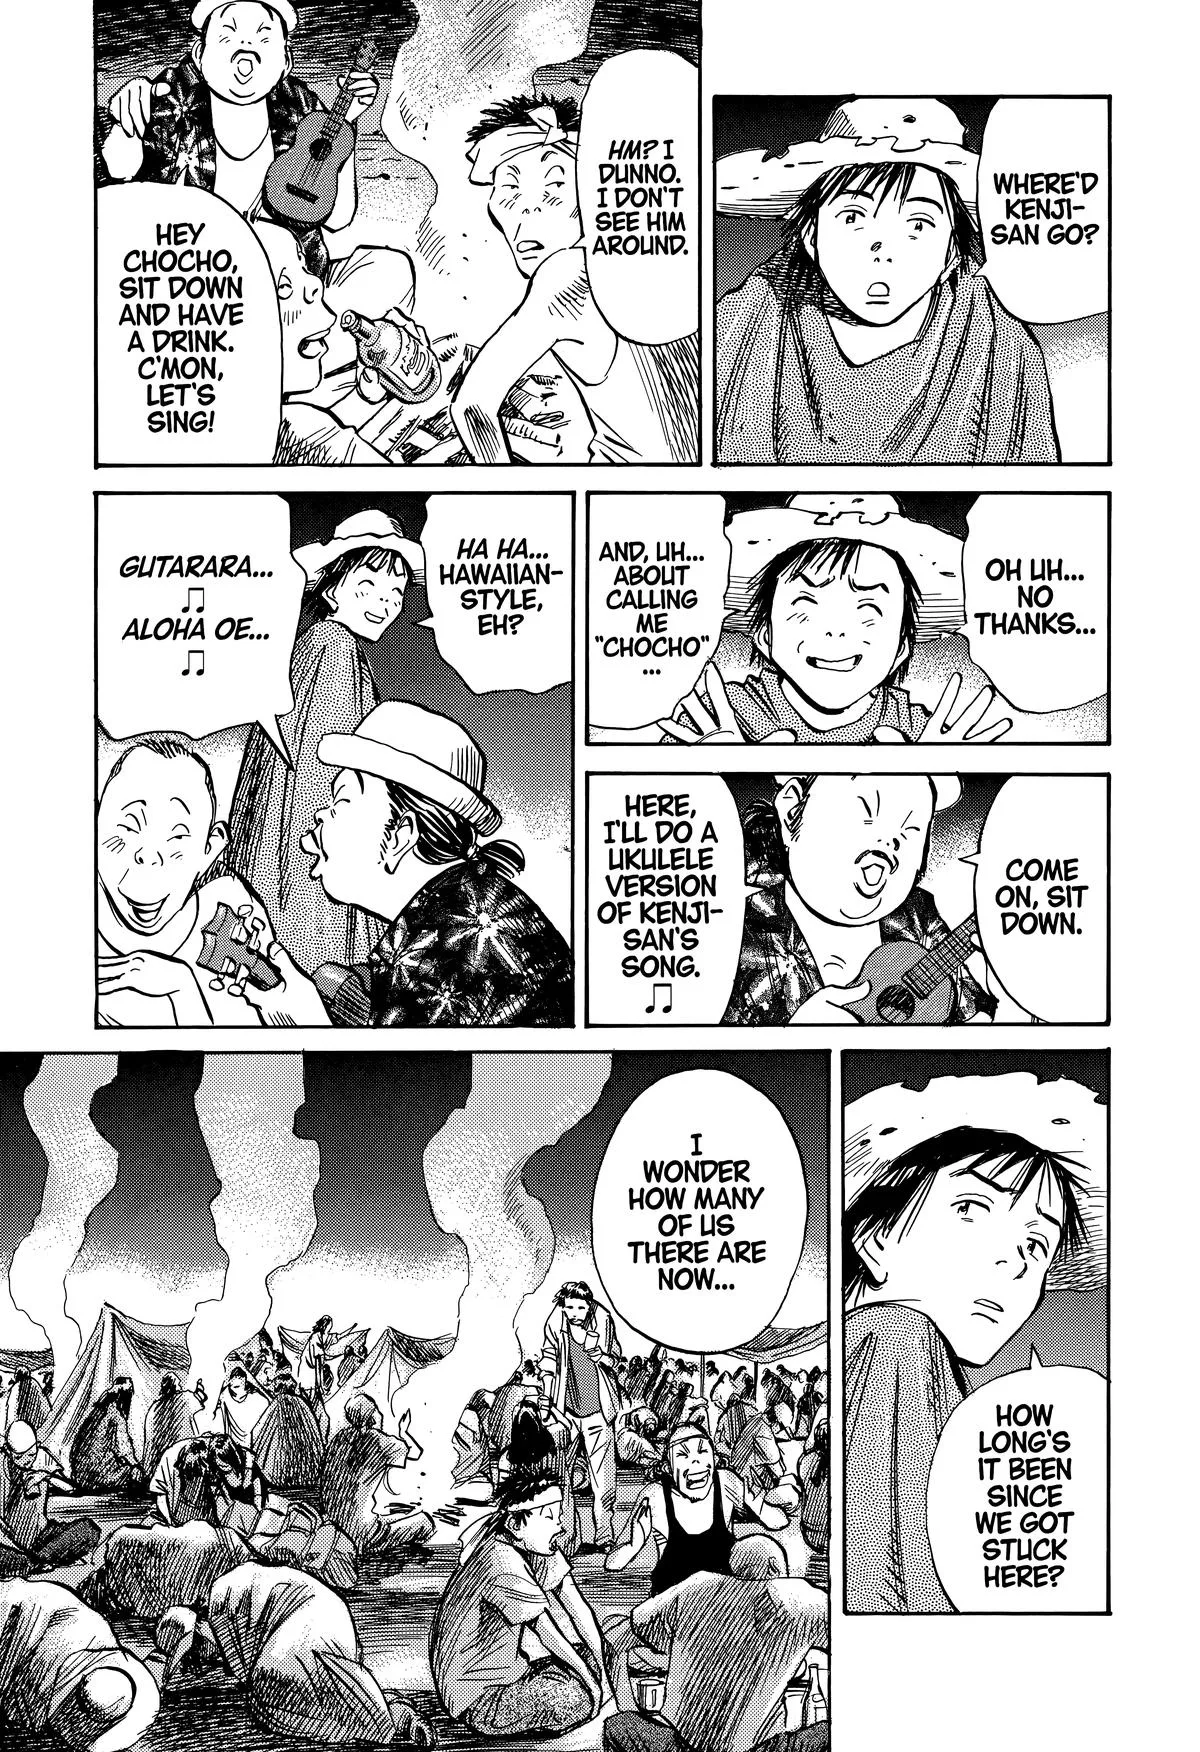 WHERE'D
KENJI-
SAN GO?
HM? I
DUNNO.
I DON'T
SEE HIM
AROUND.
HEY
CHOCHO,
SIT DOWN
AND HAVE
A DRINK.
C'MON,
LET'S
SING!
OH UH...
NO
THANKS...
AND, UH...
ABOUT
CALLING
ME
"CHOCHO"
...
COME
ON, SIT
DOWN.
HERE,
I'LL DO A
UKULELE
VERSION
OF KENJI-
SAN'S
SONG.
♫
HA HA...
HAWAIIAN-
STYLE,
EH?
GUTARARA...
♫
ALOHA OE...
♫
HOW
LONG'S
IT BEEN
SINCE
WE GOT
STUCK
HERE?
I
WONDER
HOW MANY
OF US
THERE ARE
NOW...